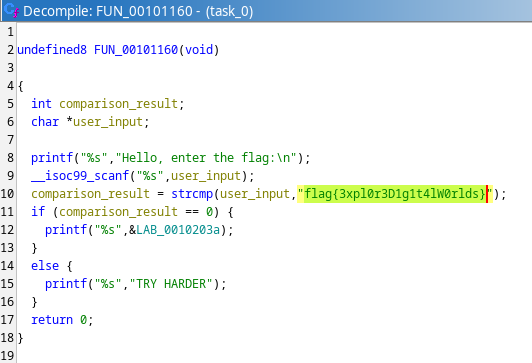 Decompile: FUN_00101160 - (task_0)
1
2 undefined8 FUN_00101160(void)
3
4 {
5   int comparison_result;
6   char *user_input;
7
8   printf("%s","Hello, enter the flag:\n");
9   __isoc99_scanf("%s",user_input);
10   comparison_result = strcmp(user_input,"flag{3xpl0r3D1g1t4lW0rlds}");
11   if (comparison_result == 0) {
12     printf("%s",&LAB_0010203a);
13   }
14   else {
15     printf("%s","TRY HARDER");
16   }
17   return 0;
18 }
19